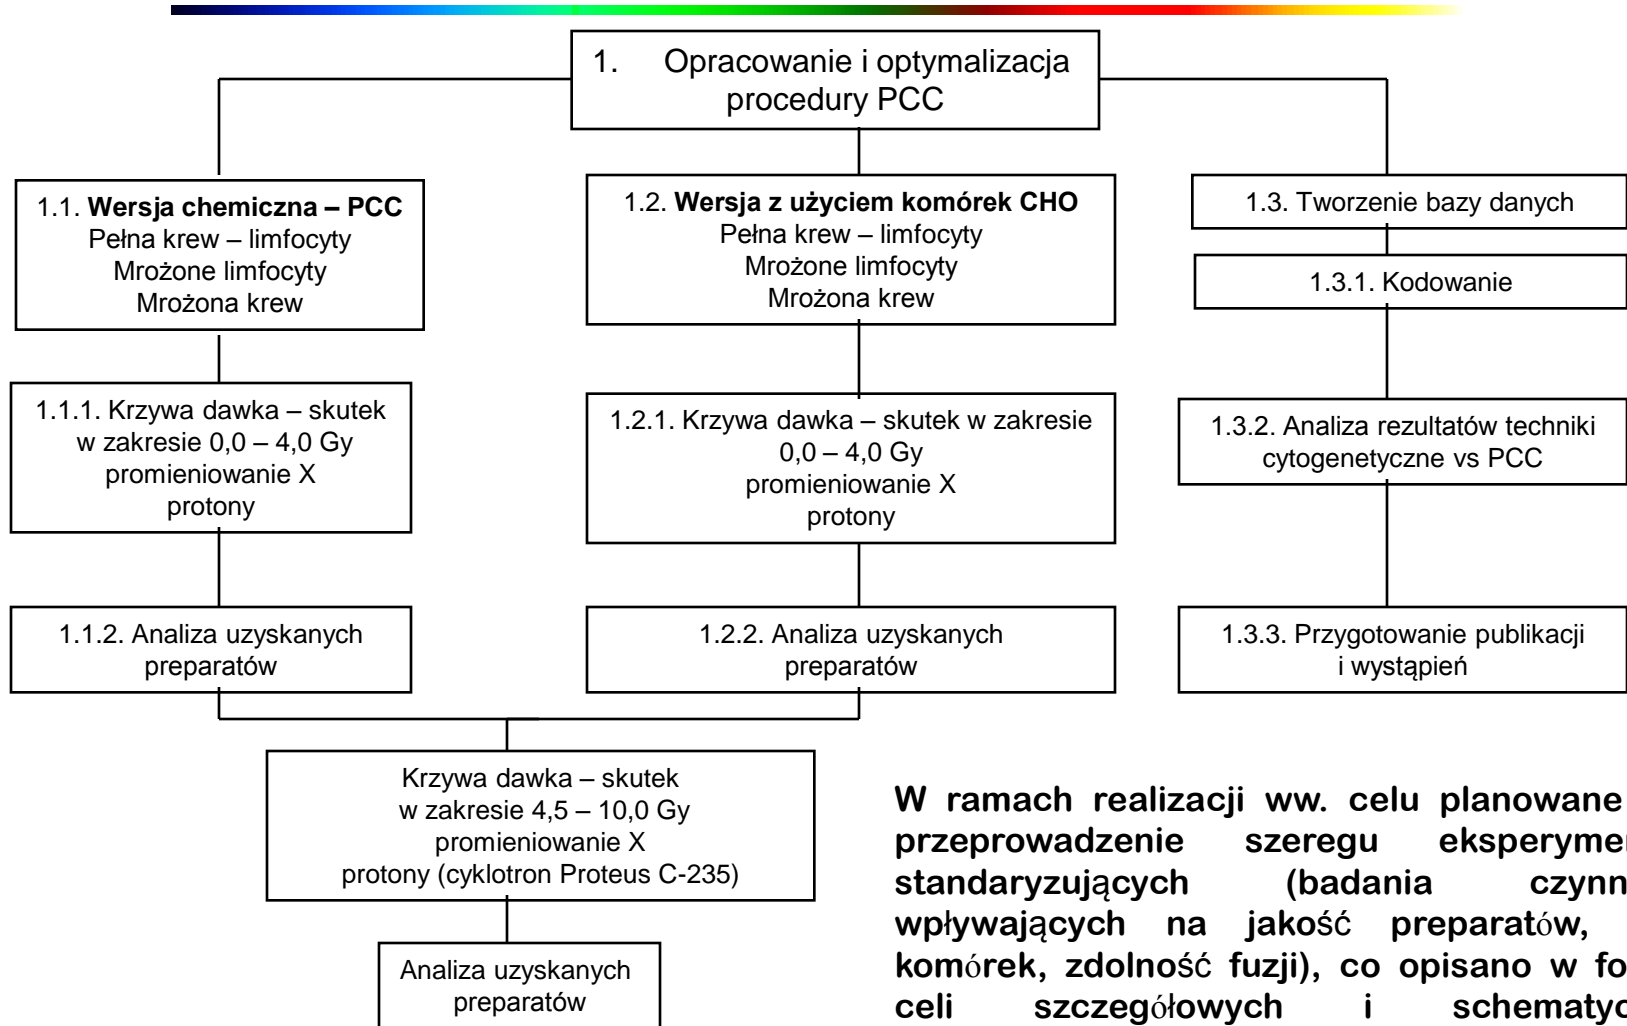 1. Opracowanie i optymalizacja
procedury PCC
1.1. Wersja chemiczna – PCC
Pełna krew – limfocyty
Mrożone limfocyty
Mrożona krew
1.2. Wersja z użyciem komórek CHO
Pełna krew – limfocyty
Mrożone limfocyty
Mrożona krew
1.3. Tworzenie bazy danych
1.3.1. Kodowanie
1.1.1. Krzywa dawka – skutek
w zakresie 0,0 – 4,0 Gy
promieniowanie X
protony
1.2.1. Krzywa dawka – skutek w zakresie
0,0 – 4,0 Gy
promieniowanie X
protony
1.3.2. Analiza rezultatów techniki
cytogenetyczne vs PCC
1.1.2. Analiza uzyskanych
preparatów
1.2.2. Analiza uzyskanych
preparatów
1.3.3. Przygotowanie publikacji
i wystąpień
Krzywa dawka – skutek
w zakresie 4,5 – 10,0 Gy
promieniowanie X
protony (cyklotron Proteus C-235)
Analiza uzyskanych
preparatów
W ramach realizacji ww. celu planowane
przeprowadzenie szeregu
standaryzujących (badania
wpływających na jakość preparatów,
komórek, zdolność fuzji), co opisano w
celi szczegółowych i